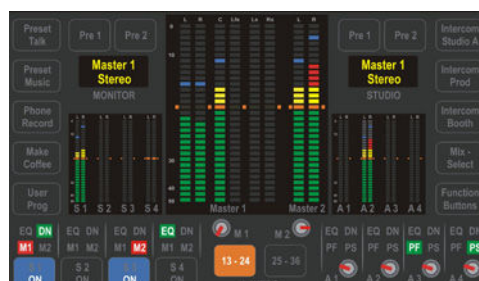 Preset Talk
Pre 1
Pre 2
L R C Lfe Ls Rs
L R
Pre 1
Pre 2
Intercom Studio A
Master 1 Stereo
MONITOR
Master 1 Stereo
STUDIO
Preset Music
Intercom Prod
Phone Record
Intercom Booth
Make Coffee
Mix - Select
User Prog
Function Buttons
S 1 S 2 S 3 S 4
Master 1
Master 2
A 1 A 2 A 3 A 4
EQ DN
EQ DN
EQ DN
EQ DN
M 1
M 2
EQ DN
EQ DN
EQ DN
EQ DN
M1 M2
M1 M2
M1 M2
M1 M2
PF PS
PF PS
PF PS
PF PS
13 - 24
25 - 36
S 2
S 4
ON
ON
ON
ON
A 1
A 2
A 3
A 4